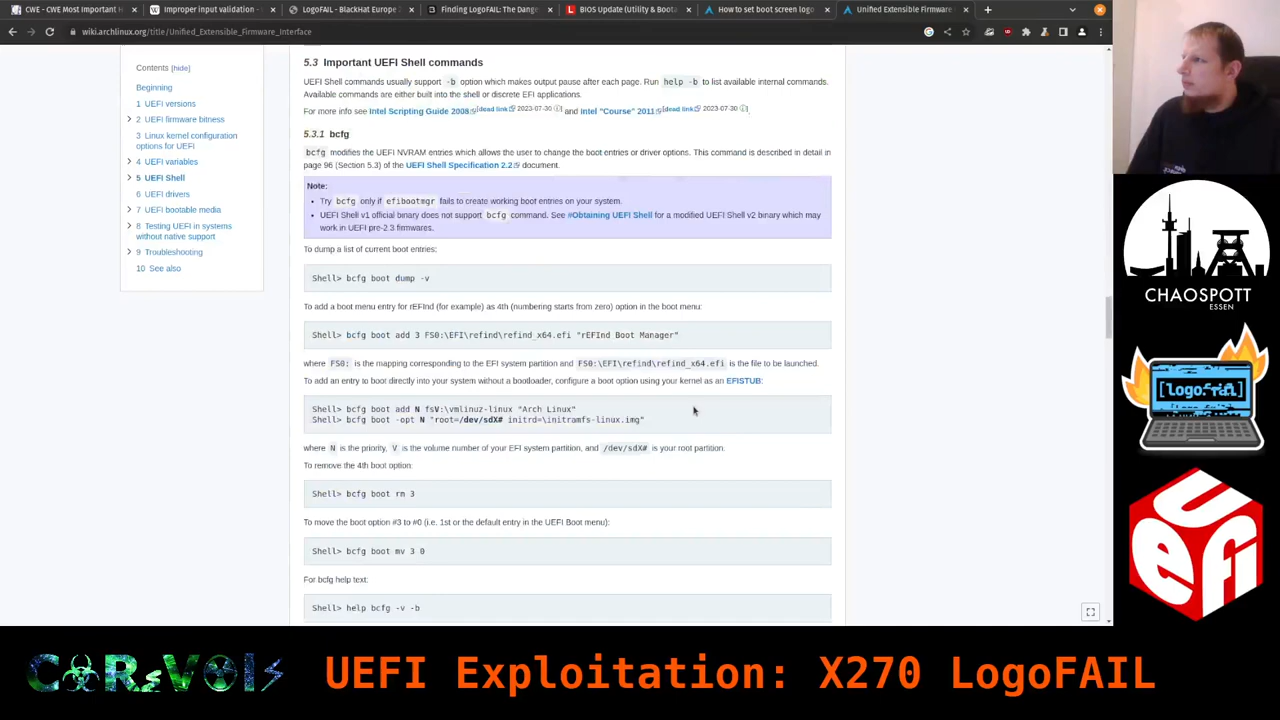 CWE - CWE Most Important H
Improper input validation -
LogoFAIL - BlackHat Europe 2
Finding LogoFAIL: The Dange
BIOS Update (Utility & Boota
How to set boot screen logo
Unified Extensible Firmware
wiki.archlinux.org/title/Unified_Extensible_Firmware_Interface
Contents [hide]
Beginning
1 UEFI versions
2 UEFI firmware bitness
3 Linux kernel configuration
options for UEFI
4 UEFI variables
5 UEFI Shell
6 UEFI drivers
7 UEFI bootable media
8 Testing UEFI in systems
without native support
9 Troubleshooting
10 See also
5.3 Important UEFI Shell commands
UEFI Shell commands usually support -b option which makes output pause after each page. Run help -b to list available internal commands.
Available commands are either built into the shell or discrete EFI applications.
For more info see Intel Scripting Guide 2008 [dead link 2023-07-30] and Intel "Course" 2011 [dead link 2023-07-30].
5.3.1 bcfg
bcfg modifies the UEFI NVRAM entries which allows the user to change the boot entries or driver options. This command is described in detail in
page 96 (Section 5.3) of the UEFI Shell Specification 2.2 document.
Note:
• Try bcfg only if efibootmgr fails to create working boot entries on your system.
• UEFI Shell v1 official binary does not support bcfg command. See #Obtaining UEFI Shell for a modified UEFI Shell v2 binary which may
work in UEFI pre-2.3 firmwares.
To dump a list of current boot entries:
Shell> bcfg boot dump -v
To add a boot menu entry for rEFInd (for example) as 4th (numbering starts from zero) option in the boot menu:
Shell> bcfg boot add 3 FS0:\EFI\refind\refind_x64.efi "rEFInd Boot Manager"
where FS0: is the mapping corresponding to the EFI system partition and FS0:\EFI\refind\refind_x64.efi is the file to be launched.
To add an entry to boot directly into your system without a bootloader, configure a boot option using your kernel as an EFISTUB:
Shell> bcfg boot add N fsV:\vmlinuz-linux "Arch Linux"
Shell> bcfg boot -opt N "root=/dev/sdX# initrd=\initramfs-linux.img"
where N is the priority, V is the volume number of your EFI system partition, and /dev/sdX# is your root partition.
To remove the 4th boot option:
Shell> bcfg boot rm 3
To move the boot option #3 to #0 (i.e. 1st or the default entry in the UEFI Boot menu):
Shell> bcfg boot mv 3 0
For bcfg help text:
Shell> help bcfg -v -b
CHAOSPOTT
ESSEN
[logofail]
UEFI
CoReVo1s
UEFI Exploitation: X270 LogoFAIL